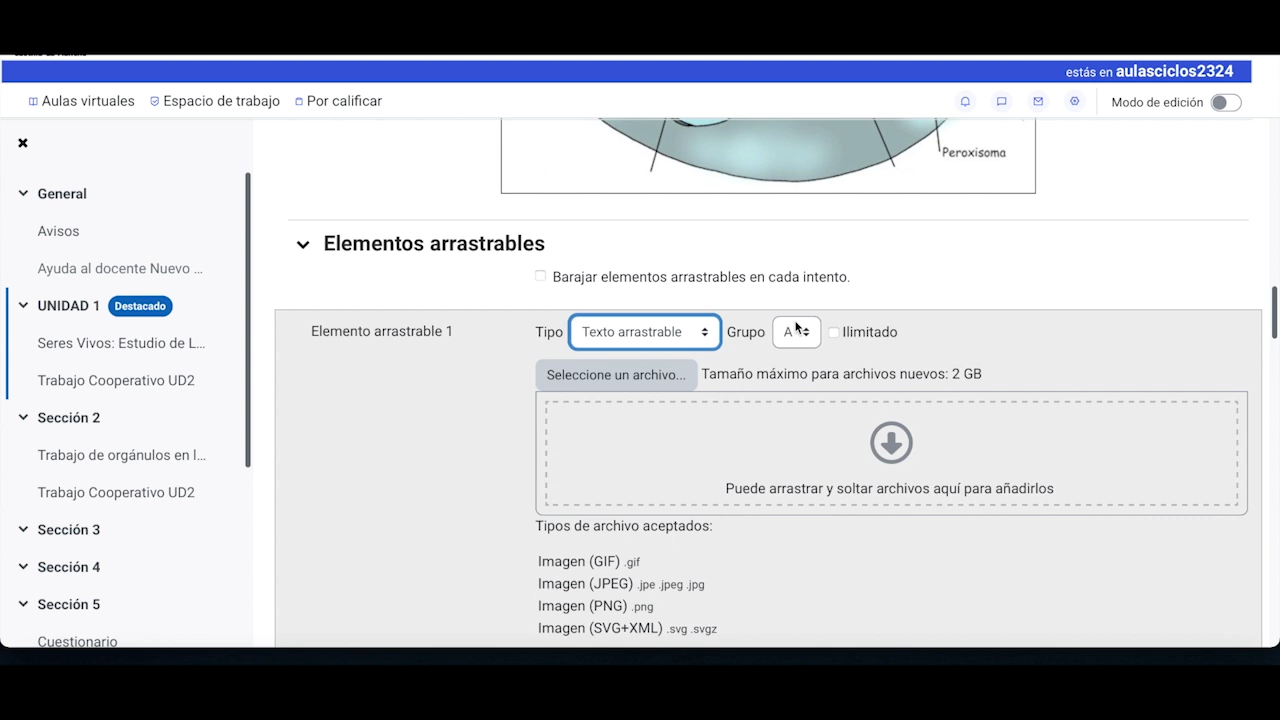 estás en aulasciclos2324
Aulas virtuales Espacio de trabajo Por calificar Modo de edición
Peroxisoma
General
Avisos
Ayuda al docente Nuevo ...
UNIDAD 1 Destacado
Seres Vivos: Estudio de L...
Trabajo Cooperativo UD2
Sección 2
Trabajo de orgánulos en l...
Trabajo Cooperativo UD2
Sección 3
Sección 4
Sección 5
Cuestionario
Elementos arrastrables
Barajar elementos arrastrables en cada intento.
Elemento arrastrable 1 Tipo Texto arrastrable Grupo A Ilimitado
Seleccione un archivo... Tamaño máximo para archivos nuevos: 2 GB
Puede arrastrar y soltar archivos aquí para añadirlos
Tipos de archivo aceptados:
Imagen (GIF) .gif
Imagen (JPEG) .jpe .jpeg .jpg
Imagen (PNG) .png
Imagen (SVG+XML) .svg .svgz